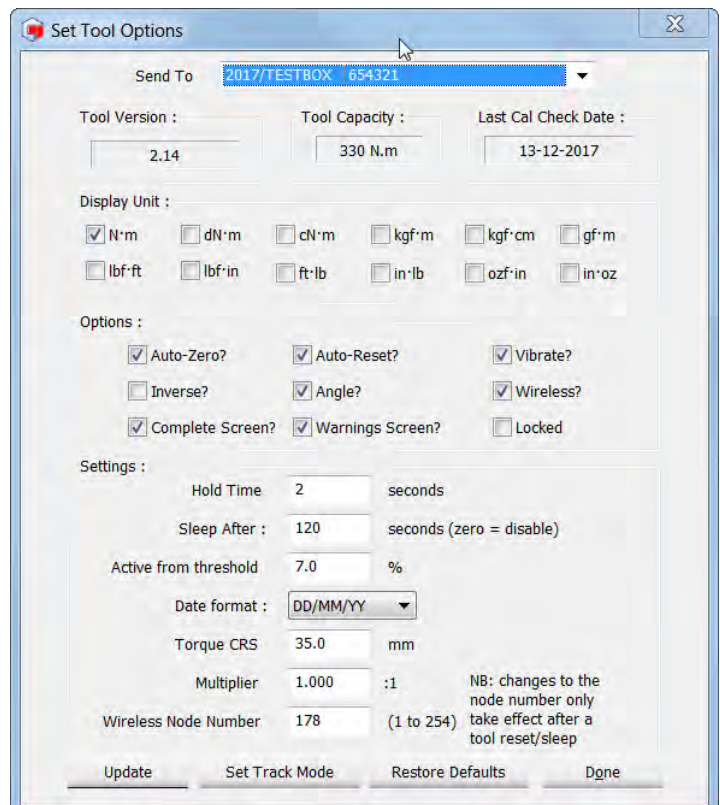 Set Tool Options
Send To 2017/TESTBOX 654321
Tool Version : Tool Capacity : Last Cal Check Date :
2.14 330 N.m 13-12-2017
Display Unit :
N·m dN·m cN·m kgf·m kgf·cm gf·m
lbf·ft lbf·in ft·lb in·lb ozf·in in·oz
Options :
Auto-Zero? Auto-Reset? Vibrate?
Inverse? Angle? Wireless?
Complete Screen? Warnings Screen? Locked
Settings :
Hold Time 2 seconds
Sleep After : 120 seconds (zero = disable)
Active from threshold 7.0 %
Date format : DD/MM/YY
Torque CRS 35.0 mm
Multiplier 1.000 :1
Wireless Node Number 178 (1 to 254)
NB: changes to the
node number only
take effect after a
tool reset/sleep
Update Set Track Mode Restore Defaults Done